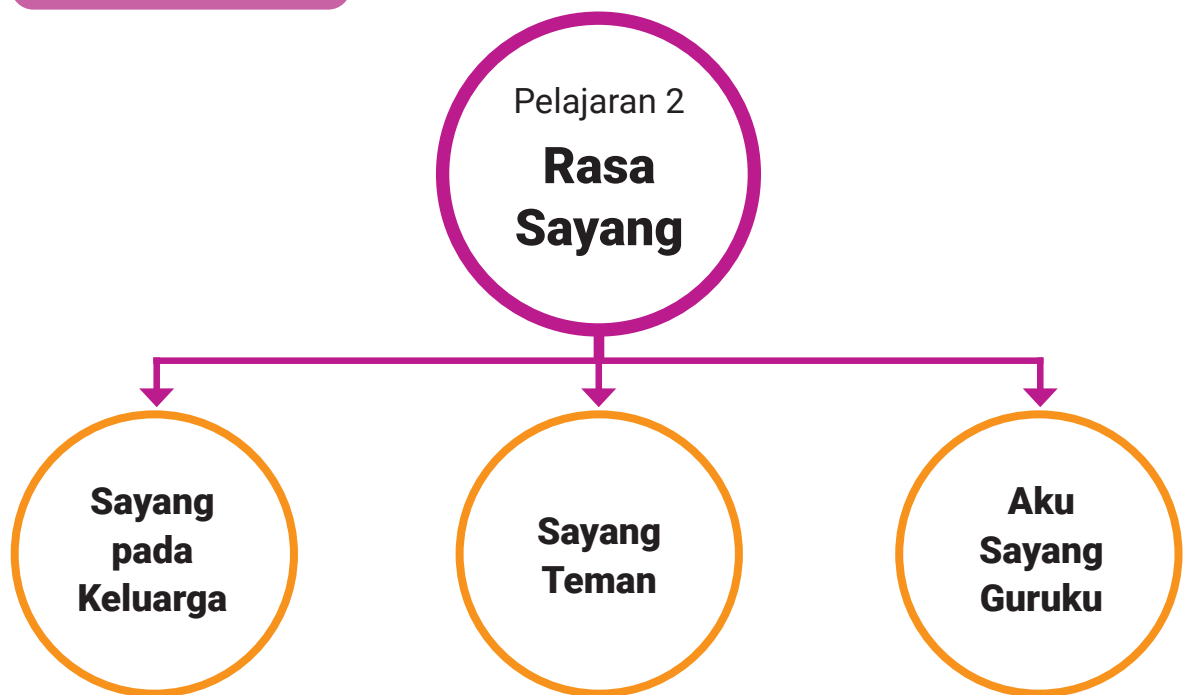 Pelajaran 2
Rasa
Sayang
Sayang
pada
Keluarga
Sayang
Teman
Aku
Sayang
Guruku